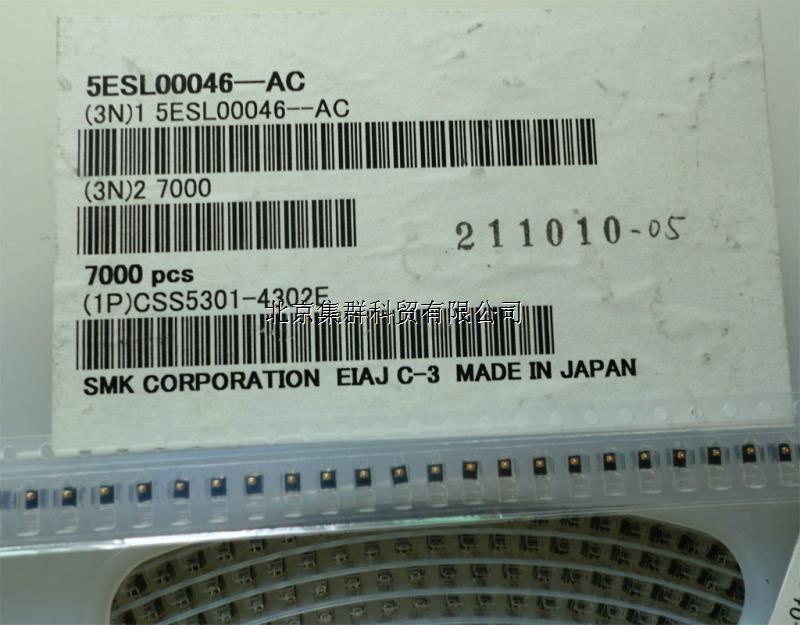 5ESL00046—AC
(3N)1 5ESL00046--AC
(3N)2 7000
211010-05
7000 pcs
(1P)CSS5301-4302E
北京集群科贸有限公司
SMK CORPORATION EIAJ C-3 MADE IN JAPAN